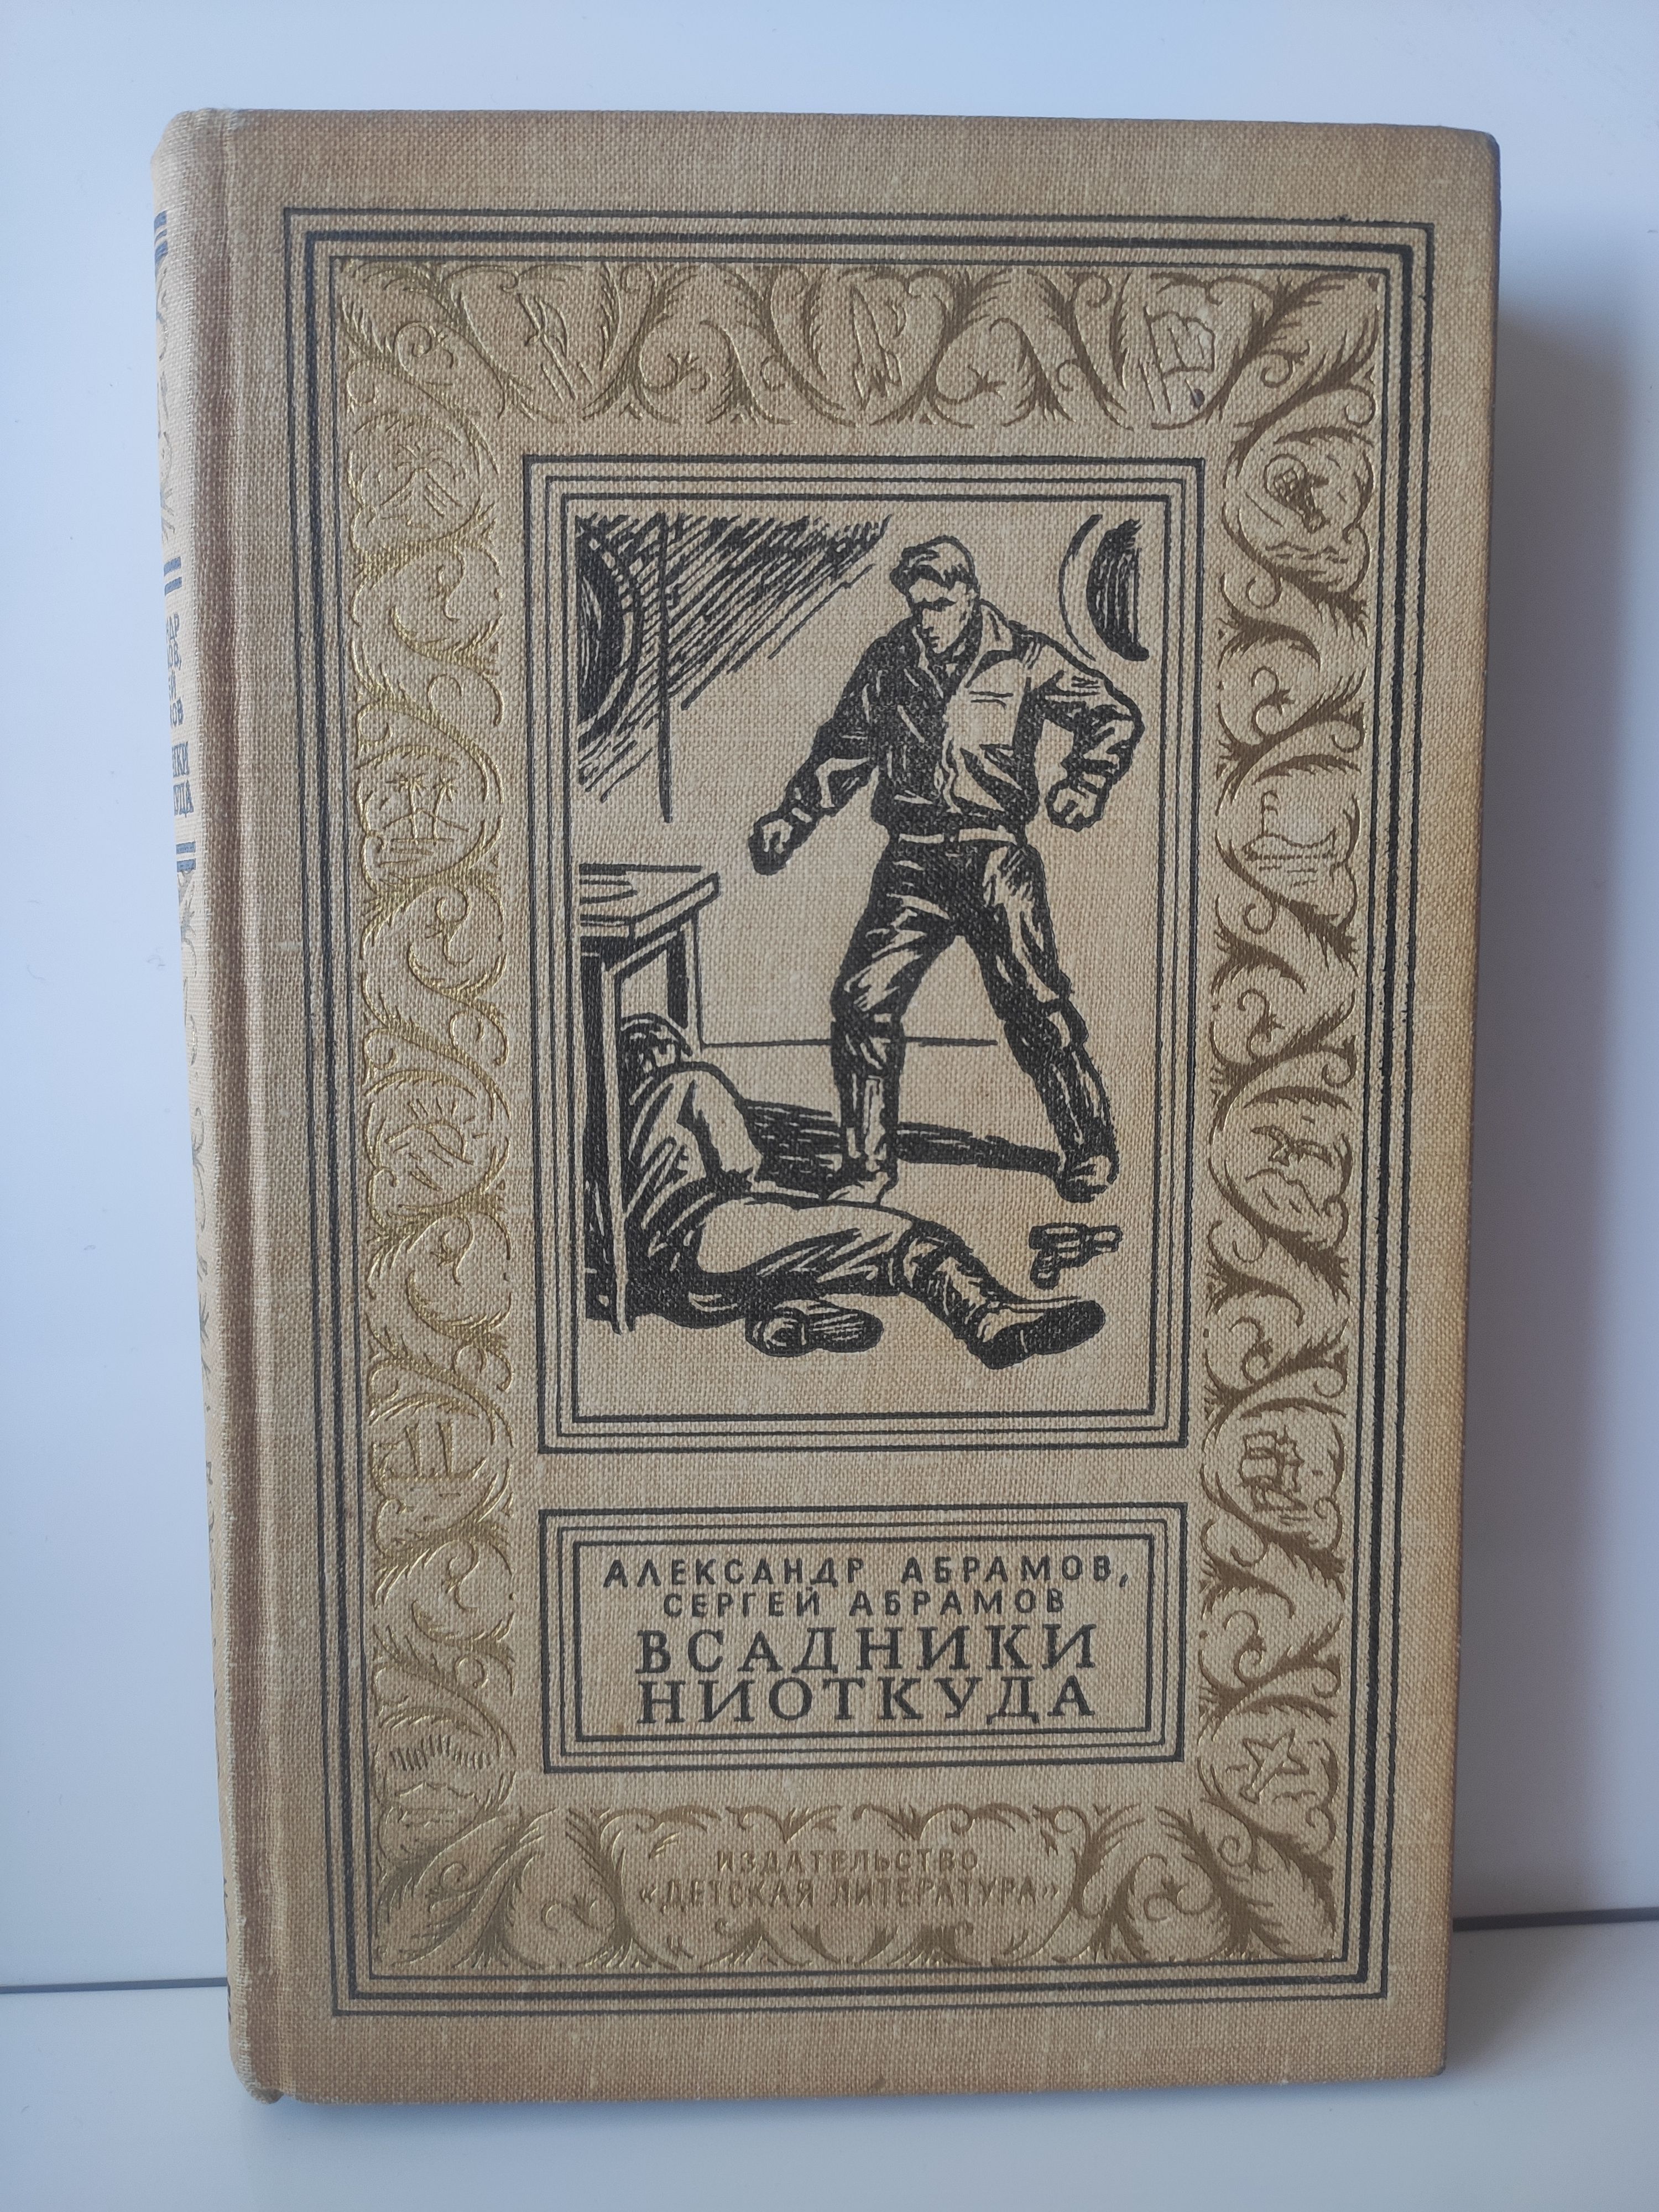 АЛЕКСАНДР АБРАМОВ,
СЕРГЕЙ АБРАМОВ
ВСАДНИКИ
НИОТКУДА
ИЗДАТЕЛЬСТВО
«ДЕТСКАЯ ЛИТЕРАТУРА»